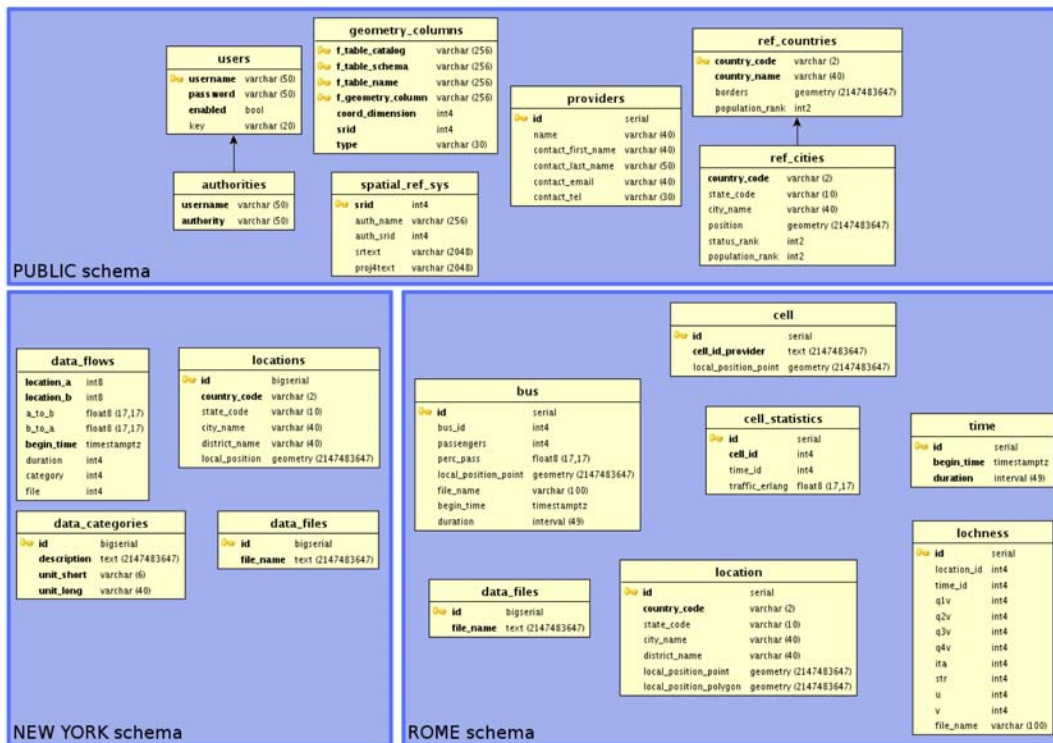 users
username varchar (50)
password varchar (50)
enabled bool
key varchar (20)
authorities
username varchar (50)
authority varchar (50)
geometry_columns
f_table_catalog varchar (256)
f_table_schema varchar (256)
f_table_name varchar (256)
f_geometry_column varchar (256)
coord_dimension int4
srid int4
type varchar (30)
spatial_ref_sys
srid int4
auth_name varchar (256)
auth_srid int4
srtext varchar (2048)
proj4text varchar (2048)
providers
id serial
name varchar (40)
contact_first_name varchar (40)
contact_last_name varchar (50)
contact_email varchar (40)
contact_tel varchar (30)
ref_countries
country_code varchar (2)
country_name varchar (40)
borders geometry (2147483647)
population_rank int2
ref_cities
country_code varchar (2)
state_code varchar (10)
city_name varchar (40)
position geometry (2147483647)
status_rank int2
population_rank int2
PUBLIC schema
data_flows
location_a int8
location_b int8
a_to_b float8 (17,17)
b_to_a float8 (17,17)
begin_time timestamptz
duration int4
category int4
file int4
locations
id bigserial
country_code varchar (2)
state_code varchar (10)
city_name varchar (40)
district_name varchar (40)
local_position geometry (2147483647)
data_categories
id bigserial
description text (2147483647)
unit_short varchar (6)
unit_long varchar (40)
data_files
id bigserial
file_name text (2147483647)
NEW YORK schema
cell
id serial
cell_id_provider text (2147483647)
local_position_point geometry (2147483647)
bus
id serial
bus_id int4
passengers int4
perc_pass float8 (17,17)
local_position_point geometry (2147483647)
file_name varchar (100)
begin_time timestamptz
duration interval (49)
cell_statistics
id serial
cell_id int4
time_id int4
traffic_erlang float8 (17,17)
time
id serial
begin_time timestamptz
duration interval (49)
data_files
id bigserial
file_name text (2147483647)
location
id serial
country_code varchar (2)
state_code varchar (10)
city_name varchar (40)
district_name varchar (40)
local_position_point geometry (2147483647)
local_position_polygon geometry (2147483647)
lochness
id serial
location_id int4
time_id int4
q1v int4
q2v int4
q3v int4
q4v int4
ita int4
str int4
u int4
v int4
file_name varchar (100)
ROME schema